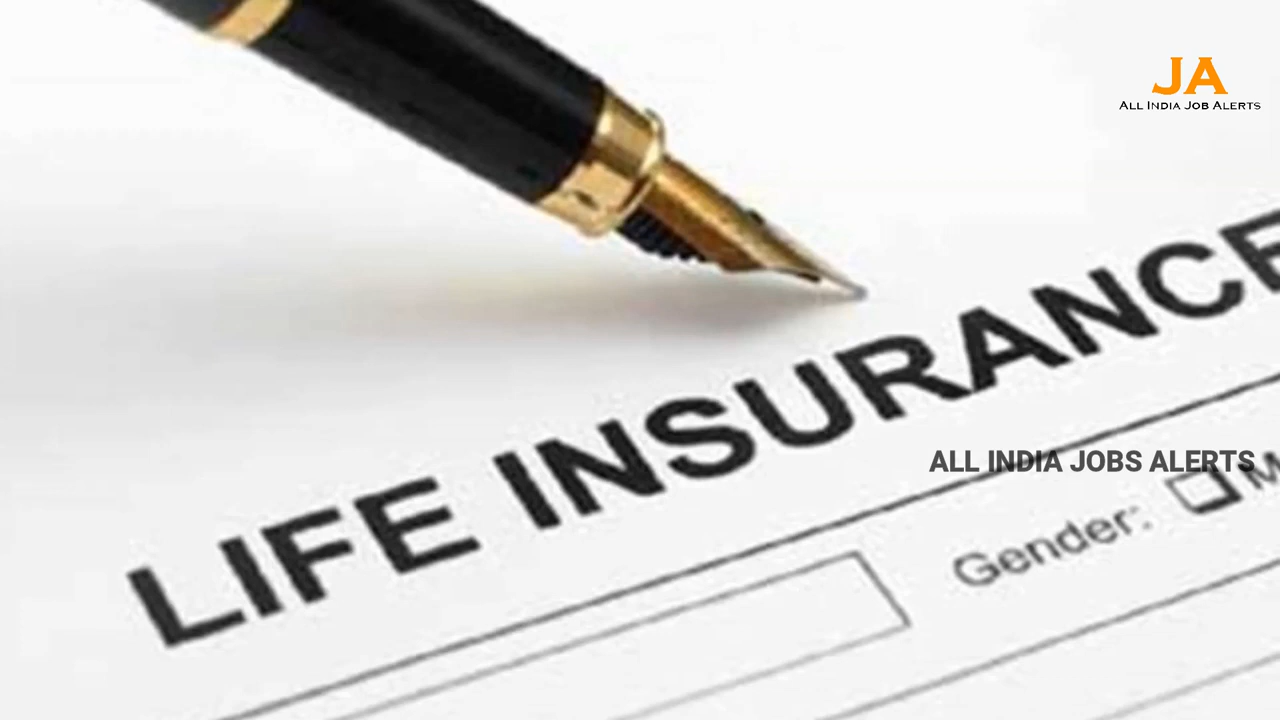 JA
ALL INDIA JOB ALERTS
LIFE INSURANCE
ALL INDIA JOBS ALERTS
Gender: M